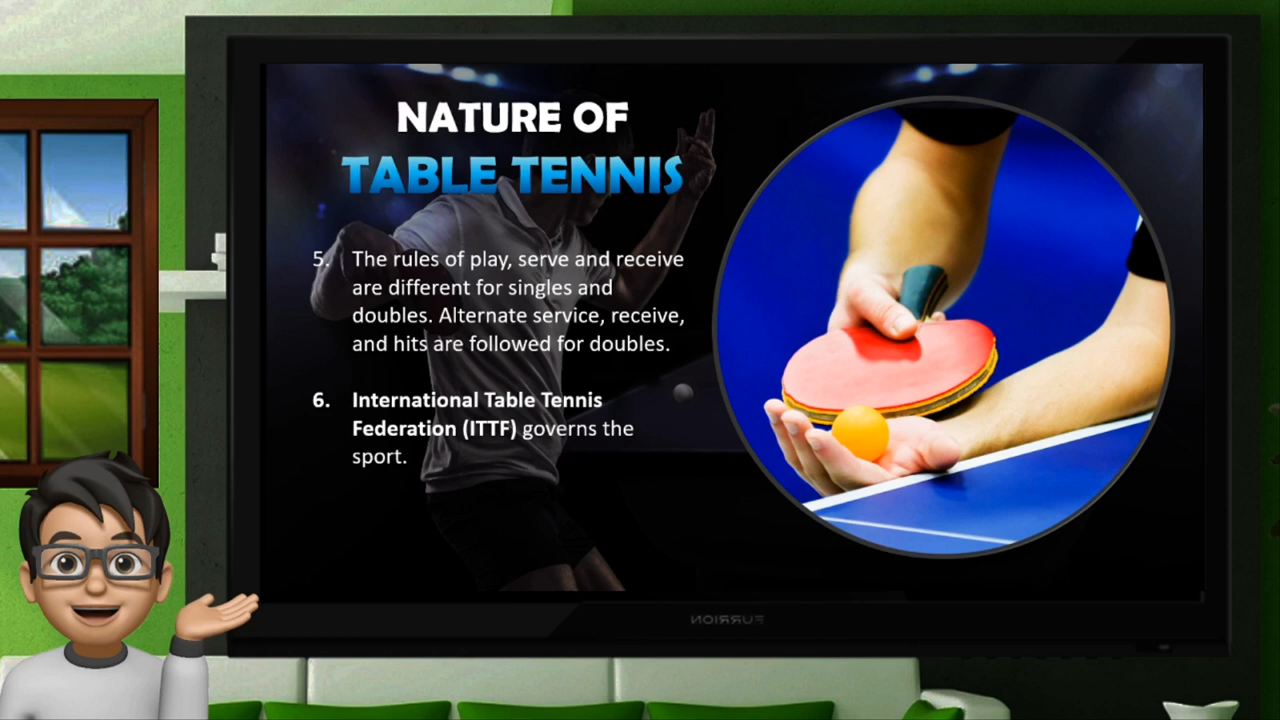 NATURE OF
TABLE TENNIS
5. The rules of play, serve and receive
are different for singles and
doubles. Alternate service, receive,
and hits are followed for doubles.
6. International Table Tennis
Federation (ITTF) governs the
sport.
FURRION